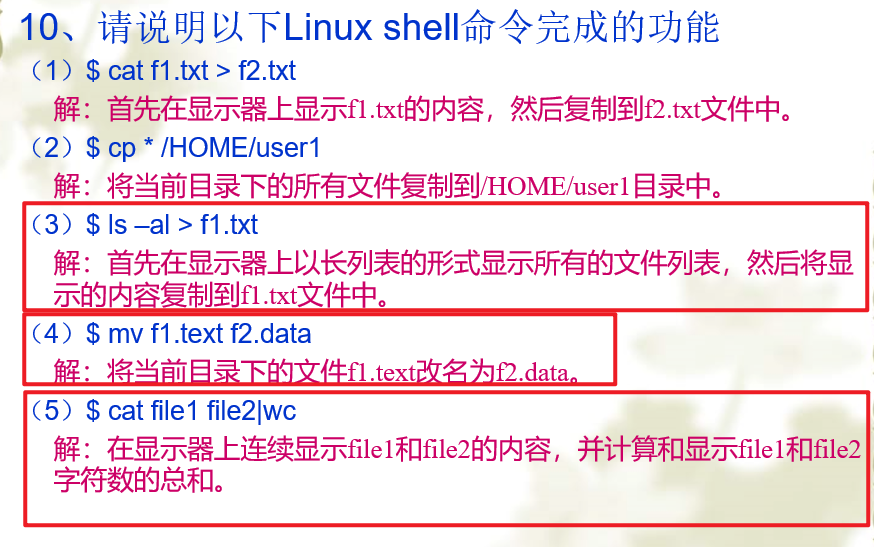 10、请说明以下Linux shell命令完成的功能
（1）$ cat f1.txt > f2.txt
解：首先在显示器上显示f1.txt的内容，然后复制到f2.txt文件中。
（2）$ cp * /HOME/user1
解：将当前目录下的所有文件复制到/HOME/user1目录中。
（3）$ ls –al > f1.txt
解：首先在显示器上以长列表的形式显示所有的文件列表，然后将显
示的内容复制到f1.txt文件中。
（4）$ mv f1.text f2.data
解：将当前目录下的文件f1.text改名为f2.data。
（5）$ cat file1 file2|wc
解：在显示器上连续显示file1和file2的内容，并计算和显示file1和file2
字符数的总和。